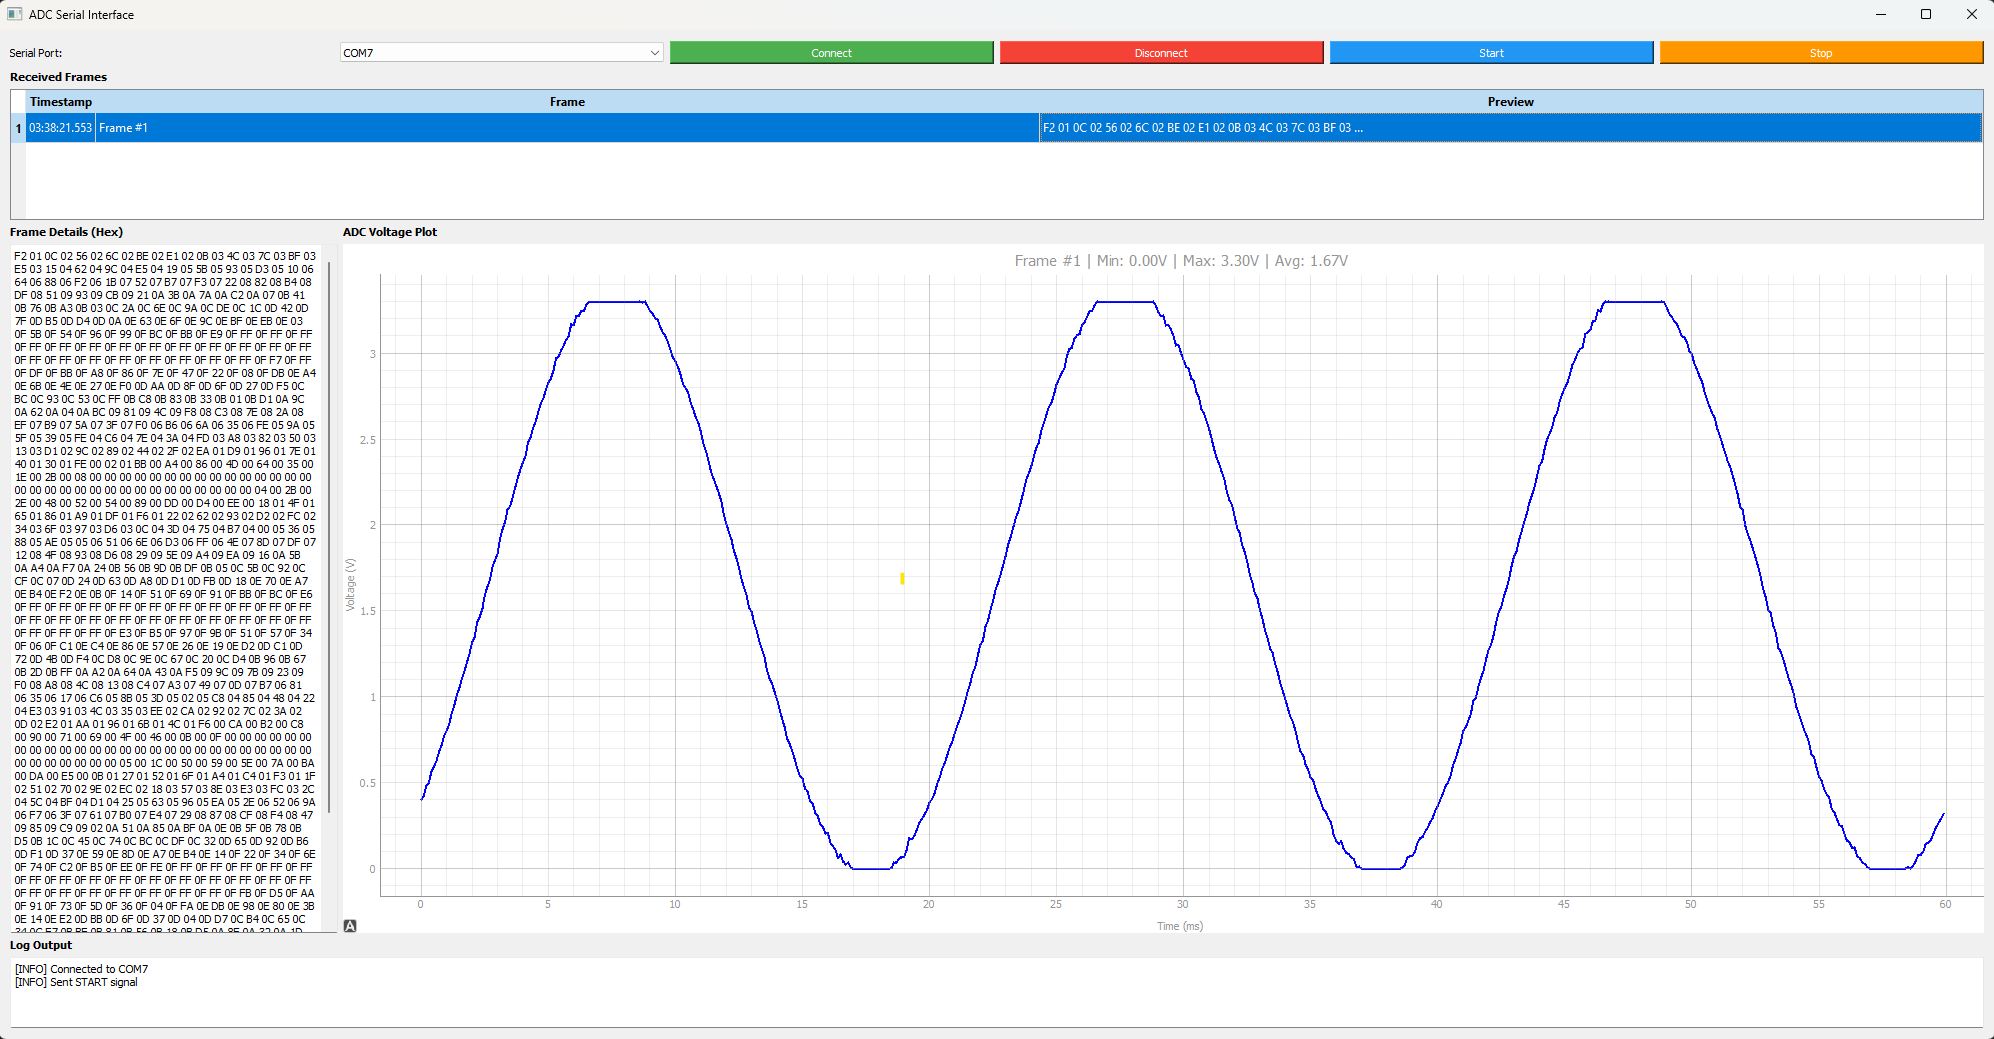 ADC Serial Interface
Serial Port:
COM7
Connect
Disconnect
Start
Stop
Received Frames
Timestamp Frame Preview
1 03:38:21.553 Frame #1 F2 01 0C 02 56 02 6C 02 BE 02 E1 02 0B 03 4C 03 7C 03 BF 03 ...
Frame Details (Hex)
F2 01 0C 02 56 02 6C 02 BE 02 E1 02 0B 03 4C 03 7C 03 BF 03
E5 03 15 04 62 04 9C 04 E5 04 19 05 5B 05 93 05 D3 05 10 06
64 06 88 06 F2 06 1B 07 52 07 B7 07 F3 07 22 08 82 08 B4 08
DF 08 51 09 93 09 CB 09 21 0A 3B 0A 7A 0A C2 0A 07 0B 41
0B 76 0B A3 0B 03 0C 2A 0C 6E 0C 9A 0C DE 0C 1C 0D 42 0D
7F 0D B5 0D D4 0D 0A 0E 63 0E 6F 0E 9C 0E BF 0E EB 0E 03
0F 5B 0F 54 0F 96 0F 99 0F BC 0F BB 0F E9 0F FF 0F FF 0F FF
0F FF 0F FF 0F FF 0F FF 0F FF 0F FF 0F FF 0F FF 0F FF 0F FF
0F FF 0F FF 0F FF 0F FF 0F FF 0F FF 0F FF 0F FF 0F F7 0F FF
0F DF 0F BB 0F A8 0F 86 0F 7E 0F 47 0F 22 0F 08 0F DB 0E A4
0E 6B 0E 4E 0E 27 0E F0 0D AA 0D 8F 0D 6F 0D 27 0D F5 0C
BC 0C 93 0C 53 0C FF 0B C8 0B 83 0B 33 0B 01 0B D1 0A 9C
0A 62 0A 04 0A BC 09 81 09 4C 09 F8 08 C3 08 7E 08 2A 08
EF 07 B9 07 5A 07 3F 07 F0 06 B6 06 6A 06 35 06 FE 05 9A 05
5F 05 39 05 FE 04 C6 04 7E 04 3A 04 FD 03 A8 03 82 03 50 03
13 03 D1 02 9C 02 89 02 44 02 2F 02 EA 01 D9 01 96 01 7E 01
40 01 30 01 FE 00 02 01 BB 00 A4 00 86 00 4D 00 64 00 35 00
1E 00 2B 00 08 00 00 00 00 00 00 00 00 00 00 00 00 00 00 00
00 00 00 00 00 00 00 00 00 00 00 00 00 00 00 00 04 00 2B 00
2E 00 48 00 52 00 54 00 89 00 DD 00 D4 00 EE 00 18 01 4F 01
65 01 86 01 A9 01 DF 01 F6 01 22 02 62 02 93 02 D2 02 FC 02
34 03 6F 03 97 03 D6 03 0C 04 3D 04 75 04 B7 04 00 05 36 05
88 05 AE 05 05 06 51 06 6E 06 D3 06 FF 06 4E 07 8D 07 DF 07
12 08 4F 08 93 08 D6 08 29 09 5E 09 A4 09 EA 09 16 0A 5B
0A A4 0A F7 0A 24 0B 56 0B 9D 0B DF 0B 05 0C 5B 0C 92 0C
CF 0C 07 0D 24 0D 63 0D A8 0D D1 0D FB 0D 18 0E 70 0E A7
0E B4 0E F2 0E 0B 0F 14 0F 51 0F 69 0F 91 0F BB 0F BC 0F E6
0F FF 0F FF 0F FF 0F FF 0F FF 0F FF 0F FF 0F FF 0F FF 0F FF
0F FF 0F FF 0F FF 0F FF 0F FF 0F FF 0F FF 0F FF 0F FF 0F FF
0F FF 0F FF 0F FF 0F E3 0F B5 0F 97 0F 9B 0F 51 0F 57 0F 34
0F 06 0F C1 0E C4 0E 86 0E 57 0E 26 0E 19 0E D2 0D C1 0D
72 0D 4B 0D F4 0C D8 0C 9E 0C 67 0C 20 0C D4 0B 96 0B 67
0B 2D 0B FF 0A A2 0A 64 0A 43 0A F5 09 9C 09 7B 09 23 09
F0 08 A8 08 4C 08 13 08 C4 07 A3 07 49 07 0D 07 B7 06 81
06 35 06 17 06 C6 05 8B 05 3D 05 02 05 C8 04 85 04 48 04 22
04 E3 03 91 03 4C 03 35 03 EE 02 CA 02 92 02 7C 02 3A 02
0D 02 E2 01 AA 01 96 01 6B 01 4C 01 F6 00 CA 00 B2 00 C8
00 90 00 71 00 69 00 4F 00 46 00 0B 00 0F 00 00 00 00 00 00
00 00 00 00 00 00 00 00 00 00 00 00 00 00 00 00 00 00 00 00
00 00 00 00 00 00 00 05 00 1C 00 50 00 59 00 5E 00 7A 00 BA
00 DA 00 E5 00 0B 01 27 01 52 01 6F 01 A4 01 C4 01 F3 01 1F
02 51 02 70 02 9E 02 EC 02 18 03 57 03 8E 03 E3 03 FC 03 2C
04 5C 04 BF 04 D1 04 25 05 63 05 96 05 EA 05 2E 06 52 06 9A
06 F7 06 3F 07 61 07 B0 07 E4 07 29 08 87 08 CF 08 F4 08 47
09 85 09 C9 09 02 0A 51 0A 85 0A BF 0A 0E 0B 5F 0B 78 0B
D5 0B 1C 0C 45 0C 74 0C BC 0C DF 0C 32 0D 65 0D 92 0D B6
0D F1 0D 37 0E 59 0E 8D 0E A7 0E B4 0E 14 0F 22 0F 34 0F 6E
0F 74 0F C2 0F B5 0F EE 0F FE 0F FF 0F FF 0F FF 0F FF 0F FF
0F FF 0F FF 0F FF 0F FF 0F FF 0F FF 0F FF 0F FF 0F FF 0F FF
0F FF 0F FF 0F FF 0F FF 0F FF 0F FF 0F FF 0F FB 0F D5 0F AA
0F 91 0F 73 0F 5D 0F 36 0F 04 0F FA 0E DB 0E 98 0E 80 0E 3B
0E 14 0E E2 0D BB 0D 6F 0D 37 0D 04 0D D7 0C B4 0C 65 0C
ADC Voltage Plot
Frame #1 | Min: 0.00V | Max: 3.30V | Avg: 1.67V
Voltage (V)
3
2.5
2
1.5
1
0.5
0
0 5 10 15 20 25 30 35 40 45 50 55 60
Time (ms)
A
Log Output
[INFO] Connected to COM7
[INFO] Sent START signal